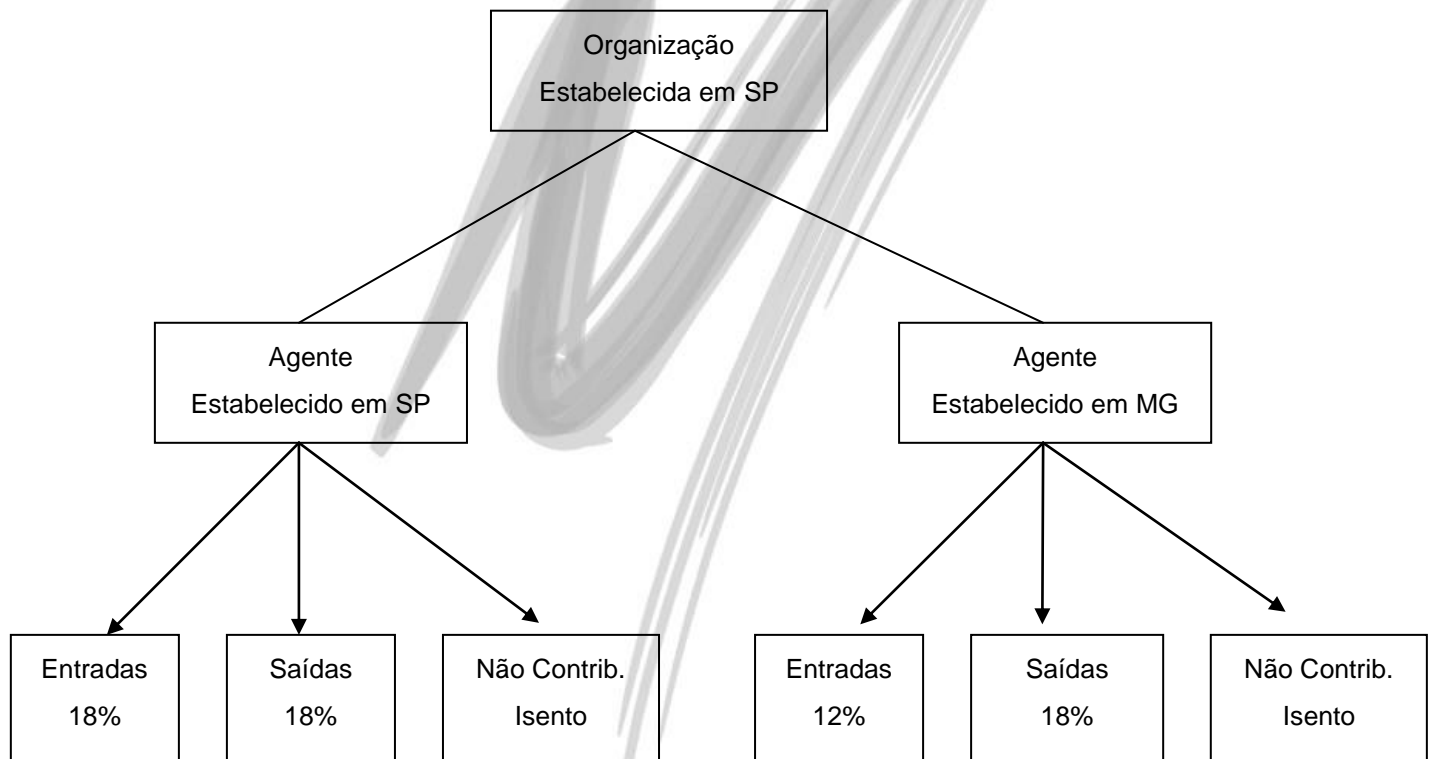 Organização
Estabelecida em SP
Agente
Estabelecido em SP
Agente
Estabelecido em MG
Entradas
18%
Saídas
18%
Não Contrib.
Isento
Entradas
12%
Saídas
18%
Não Contrib.
Isento